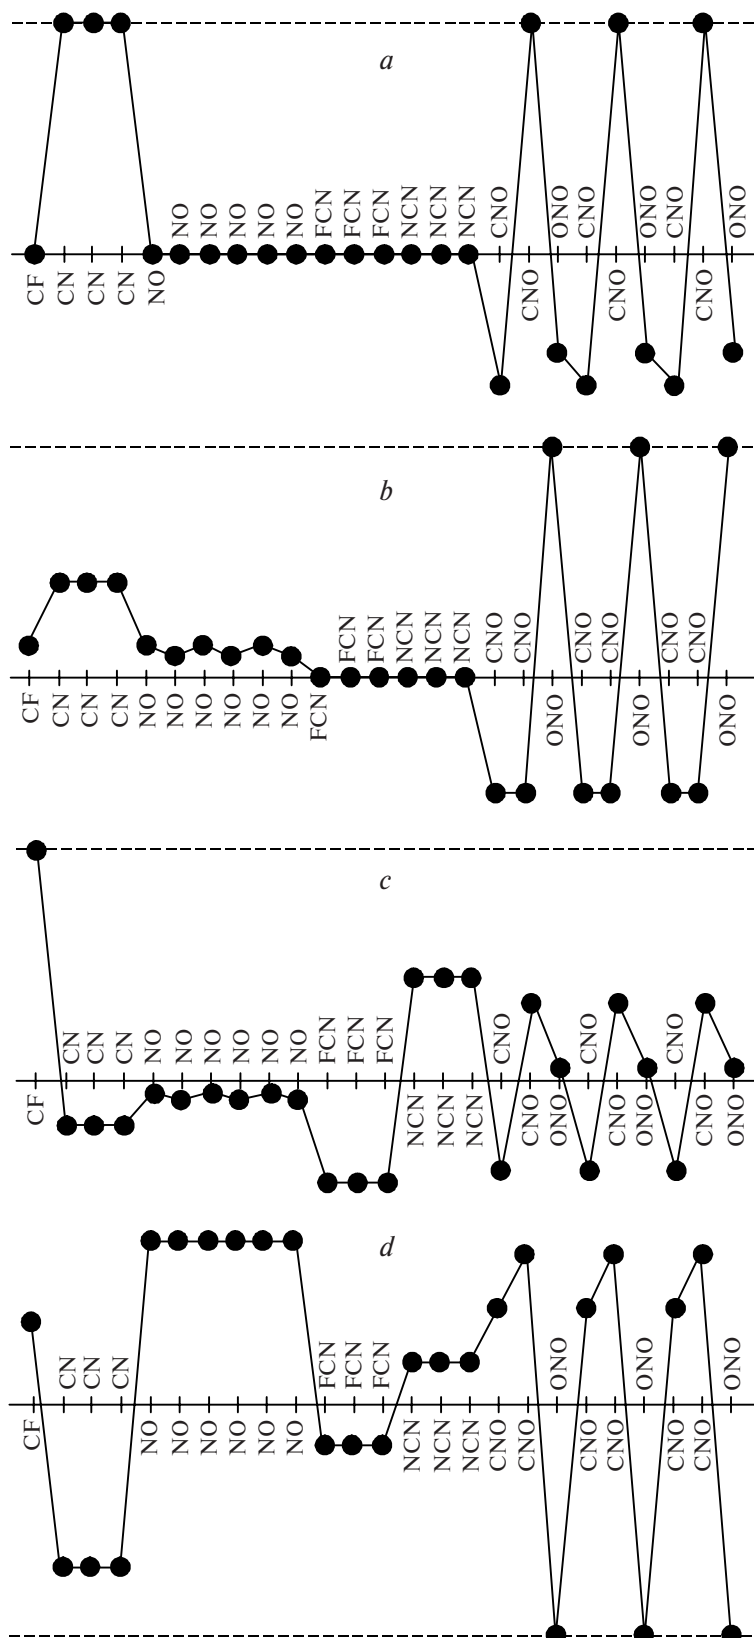 a
NO NO NO NO NO FCN FCN FCN NCN NCN NCN CNO ONO CNO ONO CNO ONO
CF CN CN CN NO CNO CNO CNO
b
FCN FCN NCN NCN NCN CNO CNO CNO CNO CNO CNO
CF CN CN CN NO NO NO NO NO NO FCN ONO ONO ONO
c
CN CN CN NO NO NO NO NO NO FCN FCN FCN CNO CNO CNO
CF NCN NCN NCN CNO ONO CNO ONO CNO ONO
d
CN CN CN FCN FCN FCN ONO ONO ONO
CF NO NO NO NO NO NO NCN NCN NCN CNO CNO CNO CNO CNO CNO